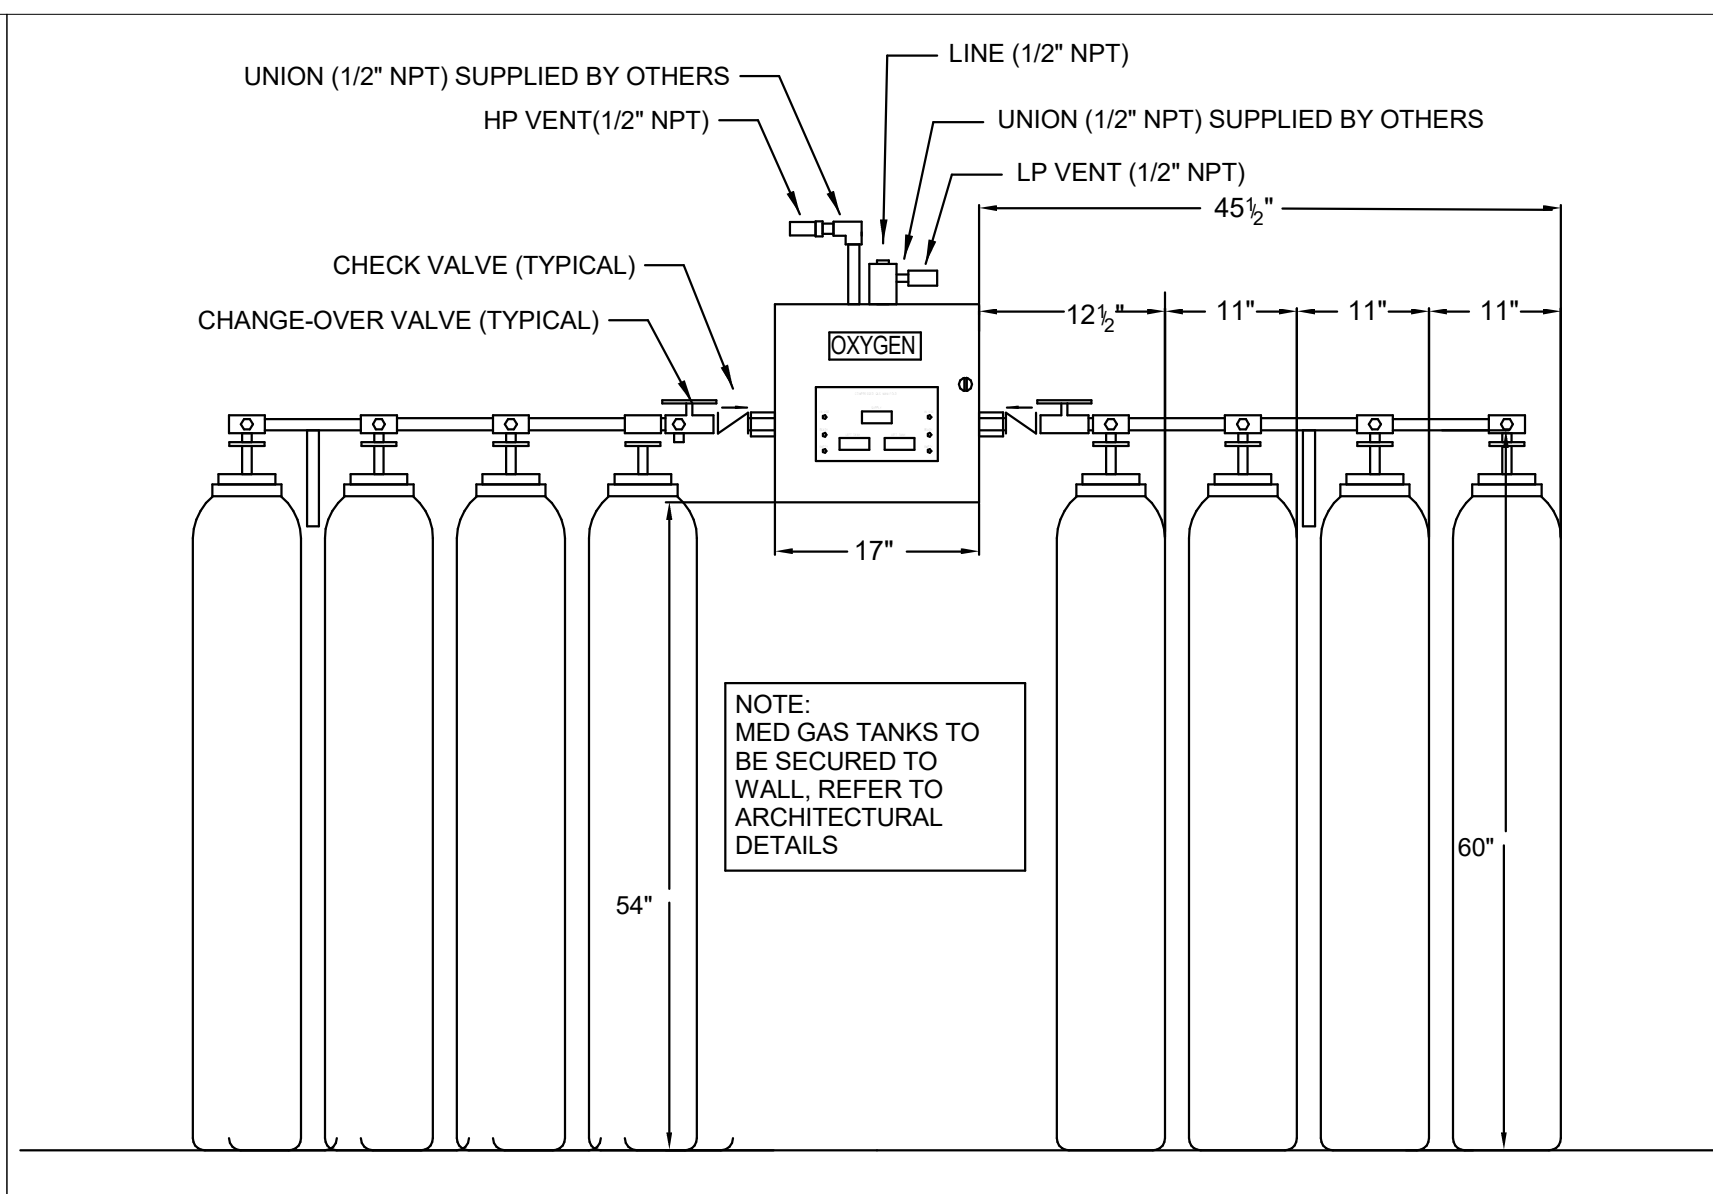 LINE (1/2" NPT)
UNION (1/2" NPT) SUPPLIED BY OTHERS
HP VENT(1/2" NPT)
UNION (1/2" NPT) SUPPLIED BY OTHERS
LP VENT (1/2" NPT)
45½"
CHECK VALVE (TYPICAL)
CHANGE-OVER VALVE (TYPICAL)
12½"
11"
11"
11"
OXYGEN
17"
NOTE:
MED GAS TANKS TO
BE SECURED TO
WALL, REFER TO
ARCHITECTURAL
DETAILS
60"
54"